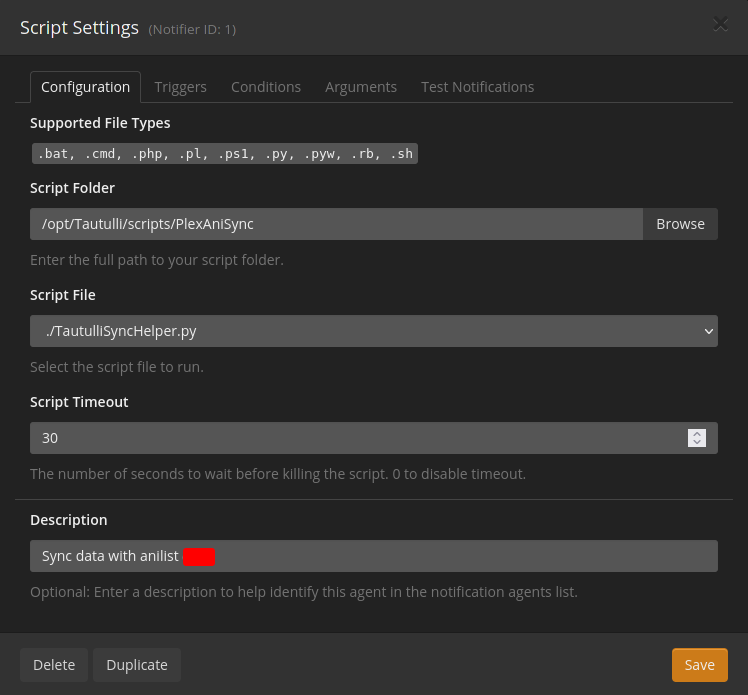 Script Settings (Notifier ID: 1)
Configuration Triggers Conditions Arguments Test Notifications
Supported File Types
.bat, .cmd, .php, .pl, .ps1, .py, .pyw, .rb, .sh
Script Folder
/opt/Tautulli/scripts/PlexAniSync Browse
Enter the full path to your script folder.
Script File
./TautulliSyncHelper.py
Select the script file to run.
Script Timeout
30
The number of seconds to wait before killing the script. 0 to disable timeout.
Description
Sync data with anilist
Optional: Enter a description to help identify this agent in the notification agents list.
Delete Duplicate Save